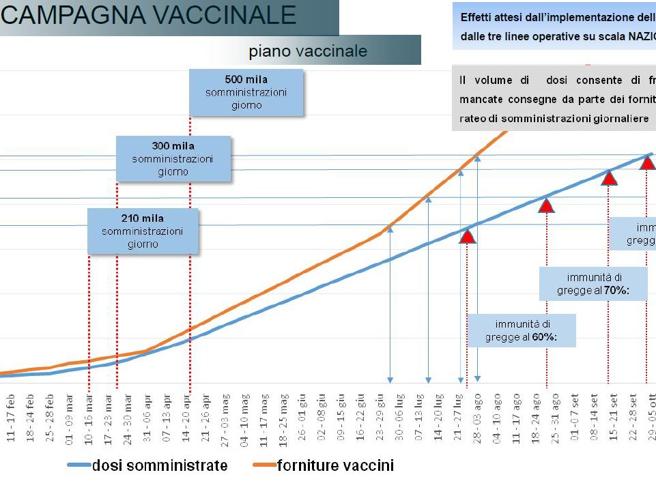 CAMPAGNA VACCINALE
piano vaccinale
Effetti attesi dall'implementazione dell
dalle tre linee operative su scala NAZIO
500 mila
somministrazioni
giorno
Il volume di dosi consente di fr
mancate consegne da parte dei fornit
rateo di somministrazioni giornaliere
300 mila
somministrazioni
giorno
210 mila
somministrazioni
giorno
imm
gregg
immunità di
gregge al 70%:
immunità di
gregge al 60%:
11 - 17 feb
18 - 24 feb
25 - 28 feb
01 - 09 mar
10 - 16 mar
17 - 23 mar
24 - 30 mar
31 - 06 apr
07 - 13 apr
14 - 20 apr
21 - 26 apr
27 - 03 mag
04 - 10 mag
11 - 17 mag
18 - 25 mag
26 - 01 giu
02 - 08 giu
09 - 15 giu
16 - 22 giu
23 - 29 giu
30 - 06 lug
07 - 13 lug
14 - 20 lug
21 - 27 lug
28 - 03 ago
04 - 10 ago
11 - 17 ago
18 - 24 ago
25 - 31 ago
01 - 07 set
08 - 14 set
15 - 21 set
22 - 28 set
29 - 05 ott
dosi somministrate
forniture vaccini